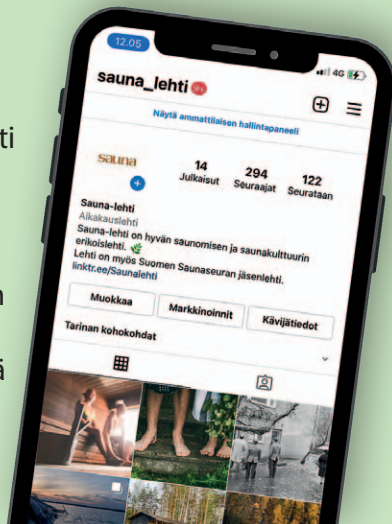 ti
n
ä
12.05
4G
sauna_lehti
Näytä ammattilaisen hallintapaneeli
sauna
14 294 122
Julkaisut Seuraajat Seurataan
Sauna-lehti
Aikakauslehti
Sauna-lehti on hyvän saunomisen ja saunakulttuurin
erikoislehti.
Lehti on myös Suomen Saunaseuran jäsenlehti.
linktr.ee/Saunalehti
Muokkaa Markkinoinnit Kävijätiedot
Tarinan kohokohdat